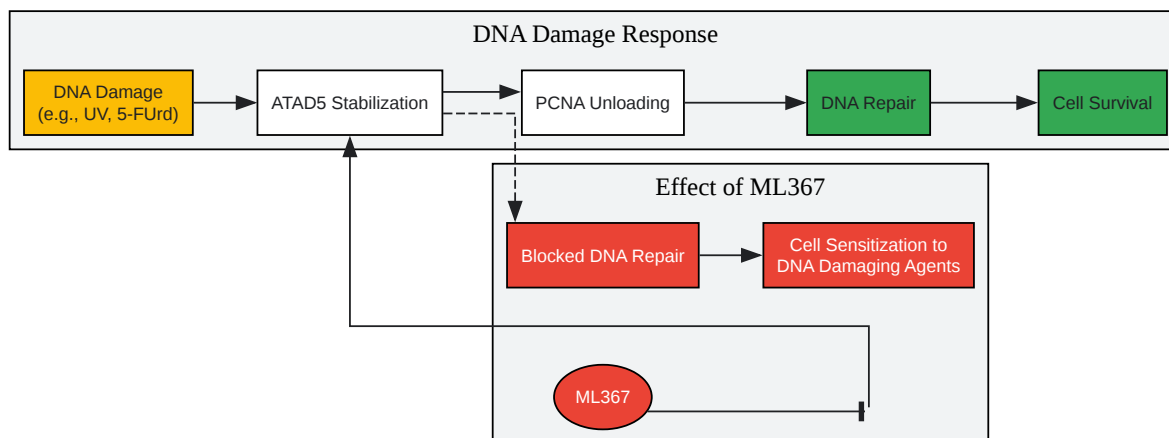 DNA Damage Response
DNA Damage
(e.g., UV, 5-FUrd)
ATAD5 Stabilization
PCNA Unloading
DNA Repair
Cell Survival
Effect of ML367
Blocked DNA Repair
Cell Sensitization to
DNA Damaging Agents
ML367